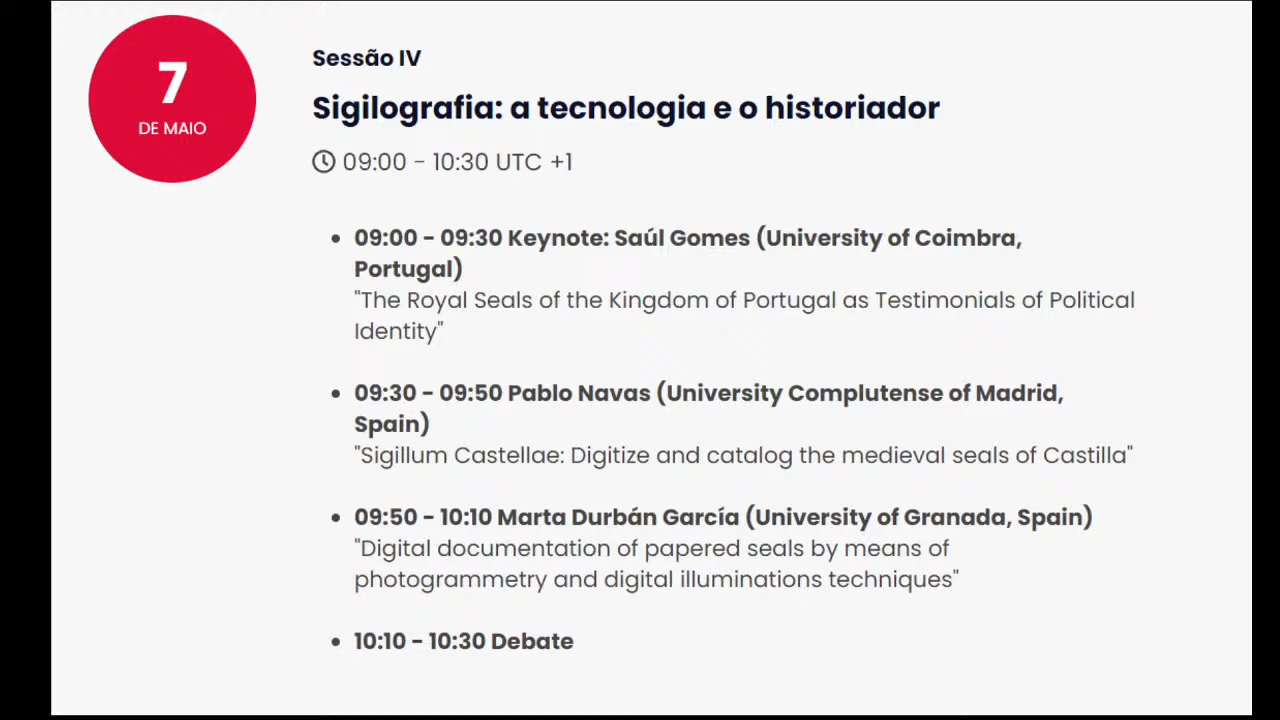 7
DE MAIO
Sessão IV
Sigilografia: a tecnologia e o historiador
09:00 - 10:30 UTC +1
• 09:00 - 09:30 Keynote: Saúl Gomes (University of Coimbra,
Portugal)
"The Royal Seals of the Kingdom of Portugal as Testimonials of Political
Identity"
• 09:30 - 09:50 Pablo Navas (University Complutense of Madrid,
Spain)
"Sigillum Castellae: Digitize and catalog the medieval seals of Castilla"
• 09:50 - 10:10 Marta Durbán García (University of Granada, Spain)
"Digital documentation of papered seals by means of
photogrammetry and digital illuminations techniques"
• 10:10 - 10:30 Debate